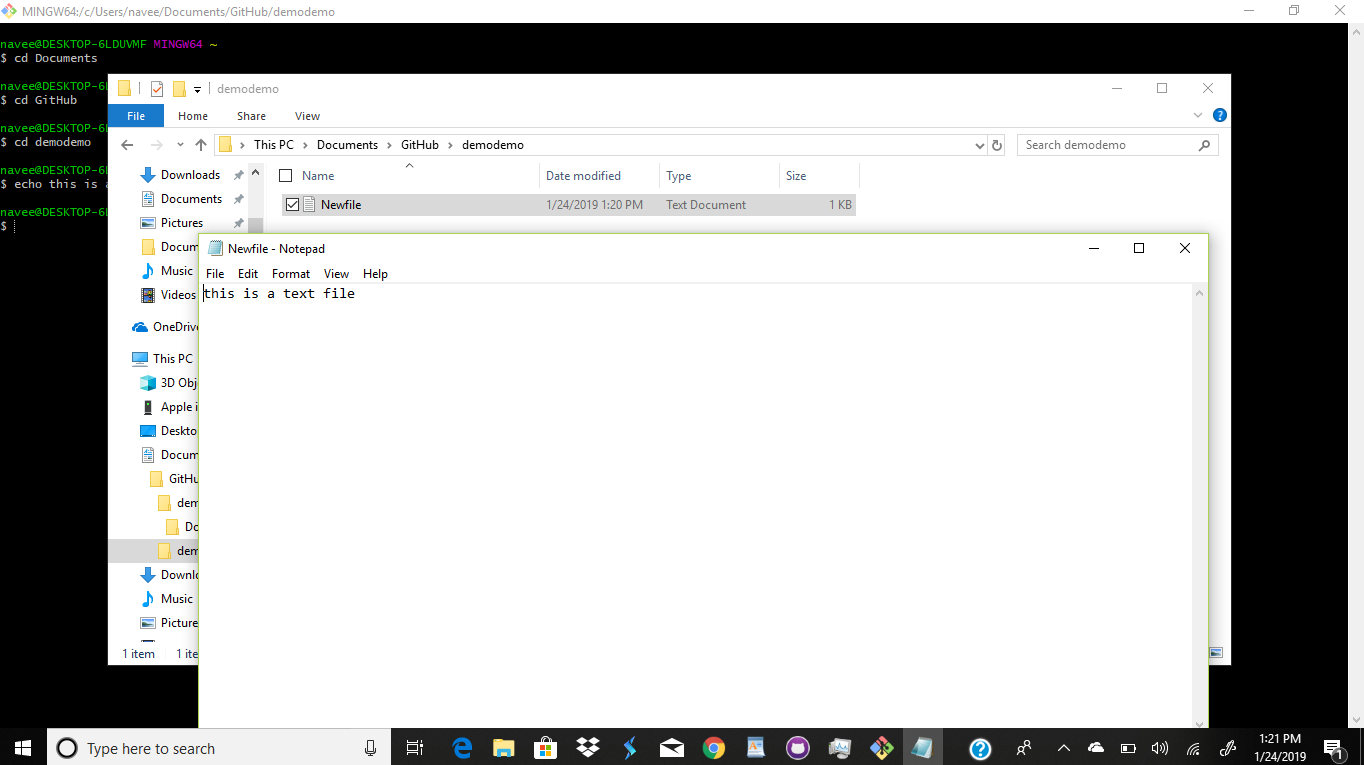 MINGW64:/c/Users/navee/Documents/GitHub/demodemo
navee@DESKTOP-6LDUVMF MINGW64 ~
$ cd Documents
navee@DESKTOP-6
$ cd GitHub
navee@DESKTOP-6
$ cd demodemo
navee@DESKTOP-6
$ echo this is a
navee@DESKTOP-6
$
demodemo
File Home Share View
This PC > Documents > GitHub > demodemo
Search demodemo
Name Date modified Type Size
Newfile 1/24/2019 1:20 PM Text Document 1 KB
Downloads
Documents
Pictures
Docum
Music
Videos
OneDrive
This PC
3D Obj
Apple i
Deskto
Docum
GitHu
dem
Do
dem
Downlo
Music
Picture
1 item 1 ite
Newfile - Notepad
File Edit Format View Help
this is a text file
Type here to search
1:21 PM
1/24/2019
1